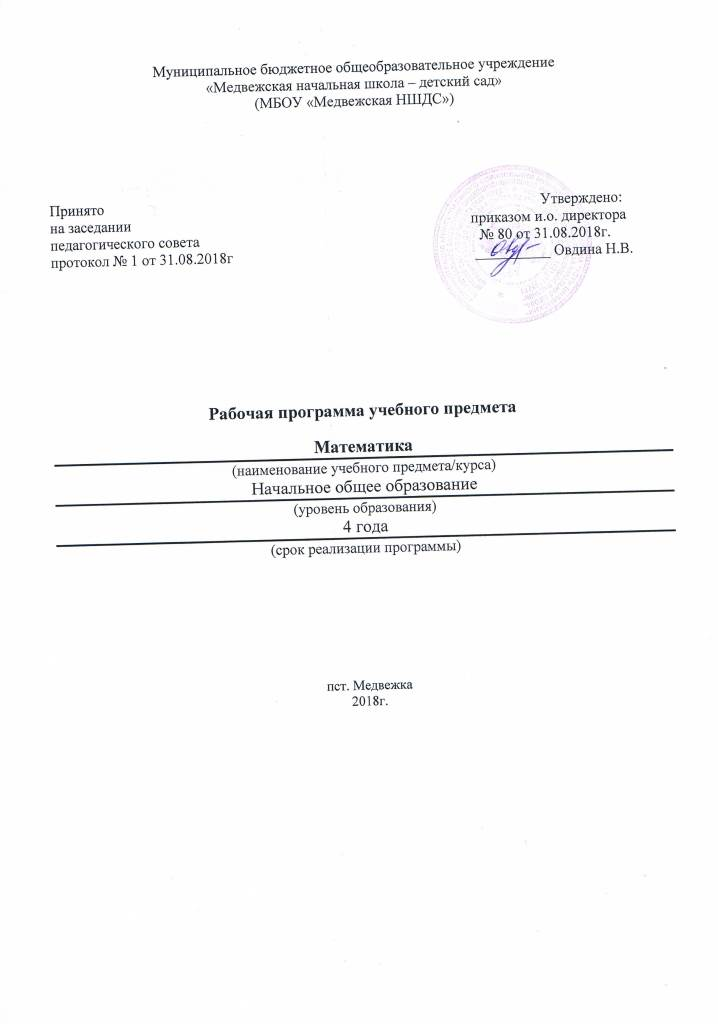 Муниципальное бюджетное общеобразовательное учреждение
«Медвежская начальная школа – детский сад»
(МБОУ «Медвежская НШДС»)
Принято
на заседании
педагогического совета
протокол № 1 от 31.08.2018г
Утверждено:
приказом и.о. директора
№ 80 от 31.08.2018г.
__________ Овдина Н.В.
Рабочая программа учебного предмета
Математика
(наименование учебного предмета/курса)
Начальное общее образование
(уровень образования)
4 года
(срок реализации программы)
пст. Медвежка
2018г.